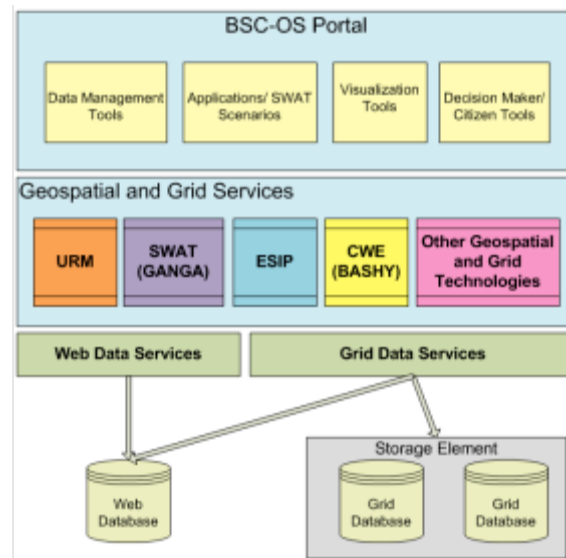 BSC-OS Portal
Data Management
Tools
Applications/ SWAT
Scenarios
Visualization
Tools
Decision Maker/
Citizen Tools
Geospatial and Grid Services
URM
SWAT
(GANGA)
ESIP
CWE
(BASHY)
Other Geospatial
and Grid
Technologies
Web Data Services
Grid Data Services
Storage Element
Web
Database
Grid
Database
Grid
Database